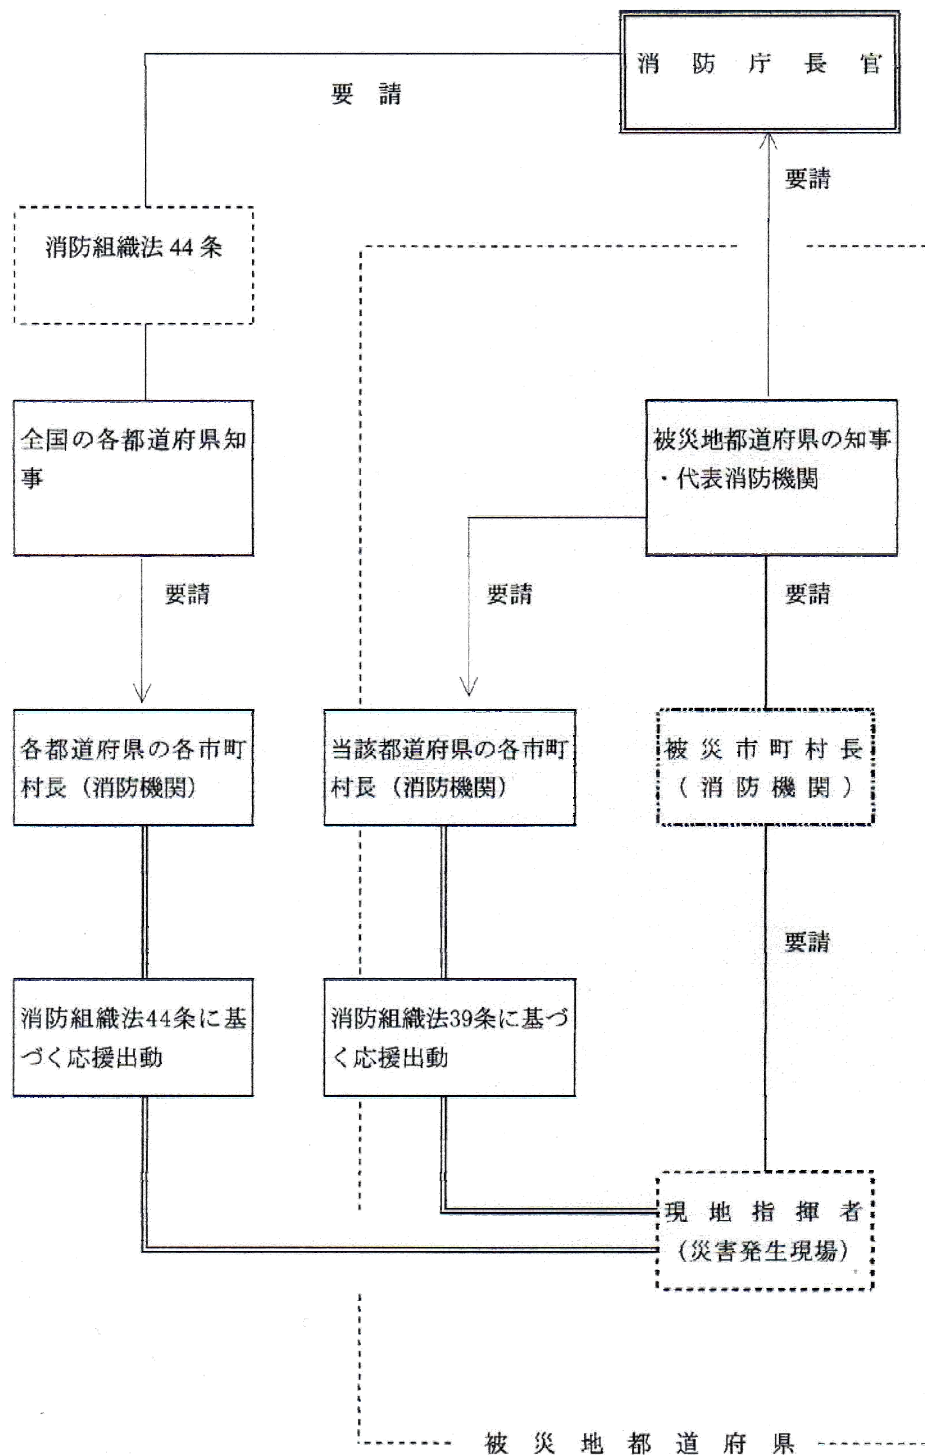 消防庁長官
要請
要請
消防組織法 44 条
全国の各都道府県知
事
被災地都道府県の知事
・代表消防機関
要請
要請
要請
各都道府県の各市町
村長（消防機関）
当該都道府県の各市町
村長（消防機関）
被災市町村長
（消防機関）
要請
消防組織法44条に基
づく応援出動
消防組織法39条に基づ
く応援出動
現地指揮者
（災害発生現場）
被災地都道府県